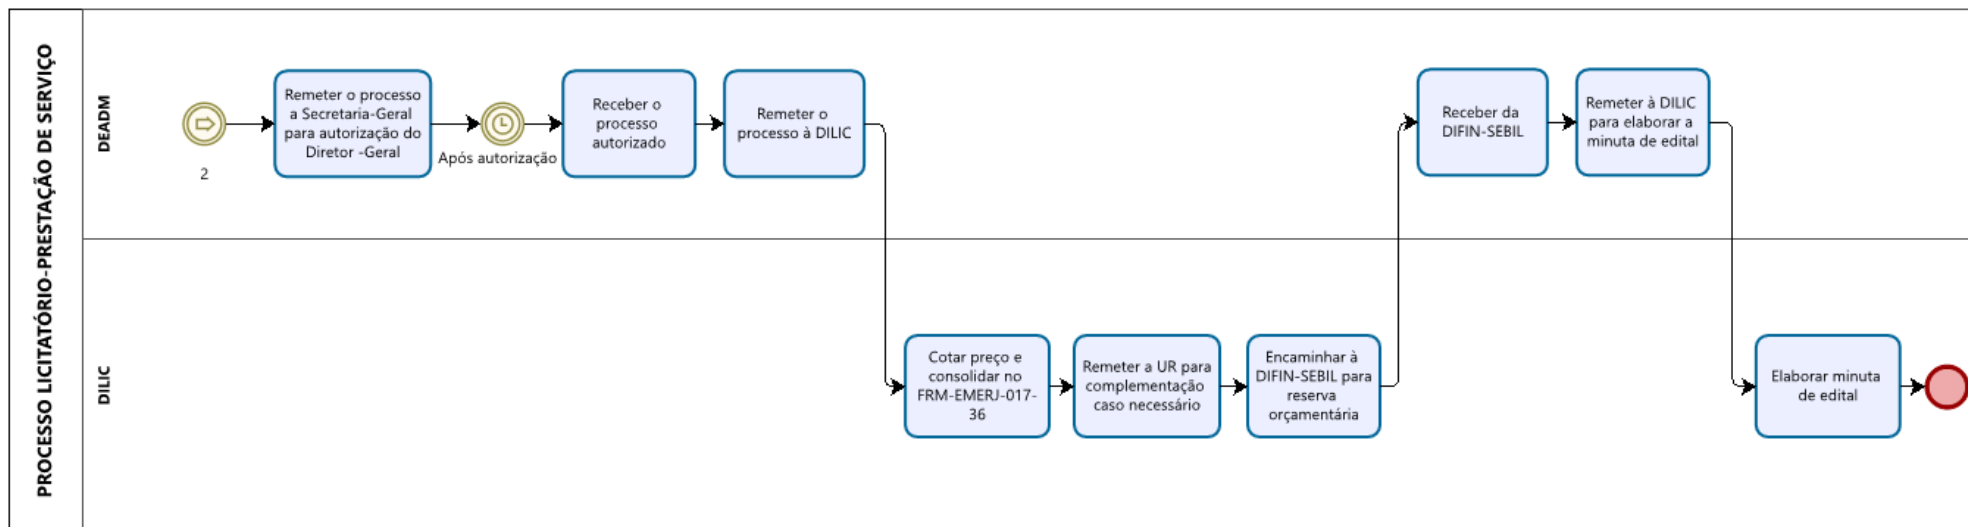 PROCESSO LICITATÓRIO-PRESTAÇÃO DE SERVIÇO
DEADM
2
Remeter o processo
a Secretaria-Geral
para autorização do
Diretor -Geral
Após autorização
Receber o
processo
autorizado
Remeter o
processo à DILIC
Receber da
DIFIN-SEBIL
Remeter à DILIC
para elaborar a
minuta de edital
DILIC
Cotar preço e
consolidar no
FRM-EMERJ-017-
36
Remeter a UR para
complementação
caso necessário
Encaminhar à
DIFIN-SEBIL para
reserva
orçamentária
Elaborar minuta
de edital